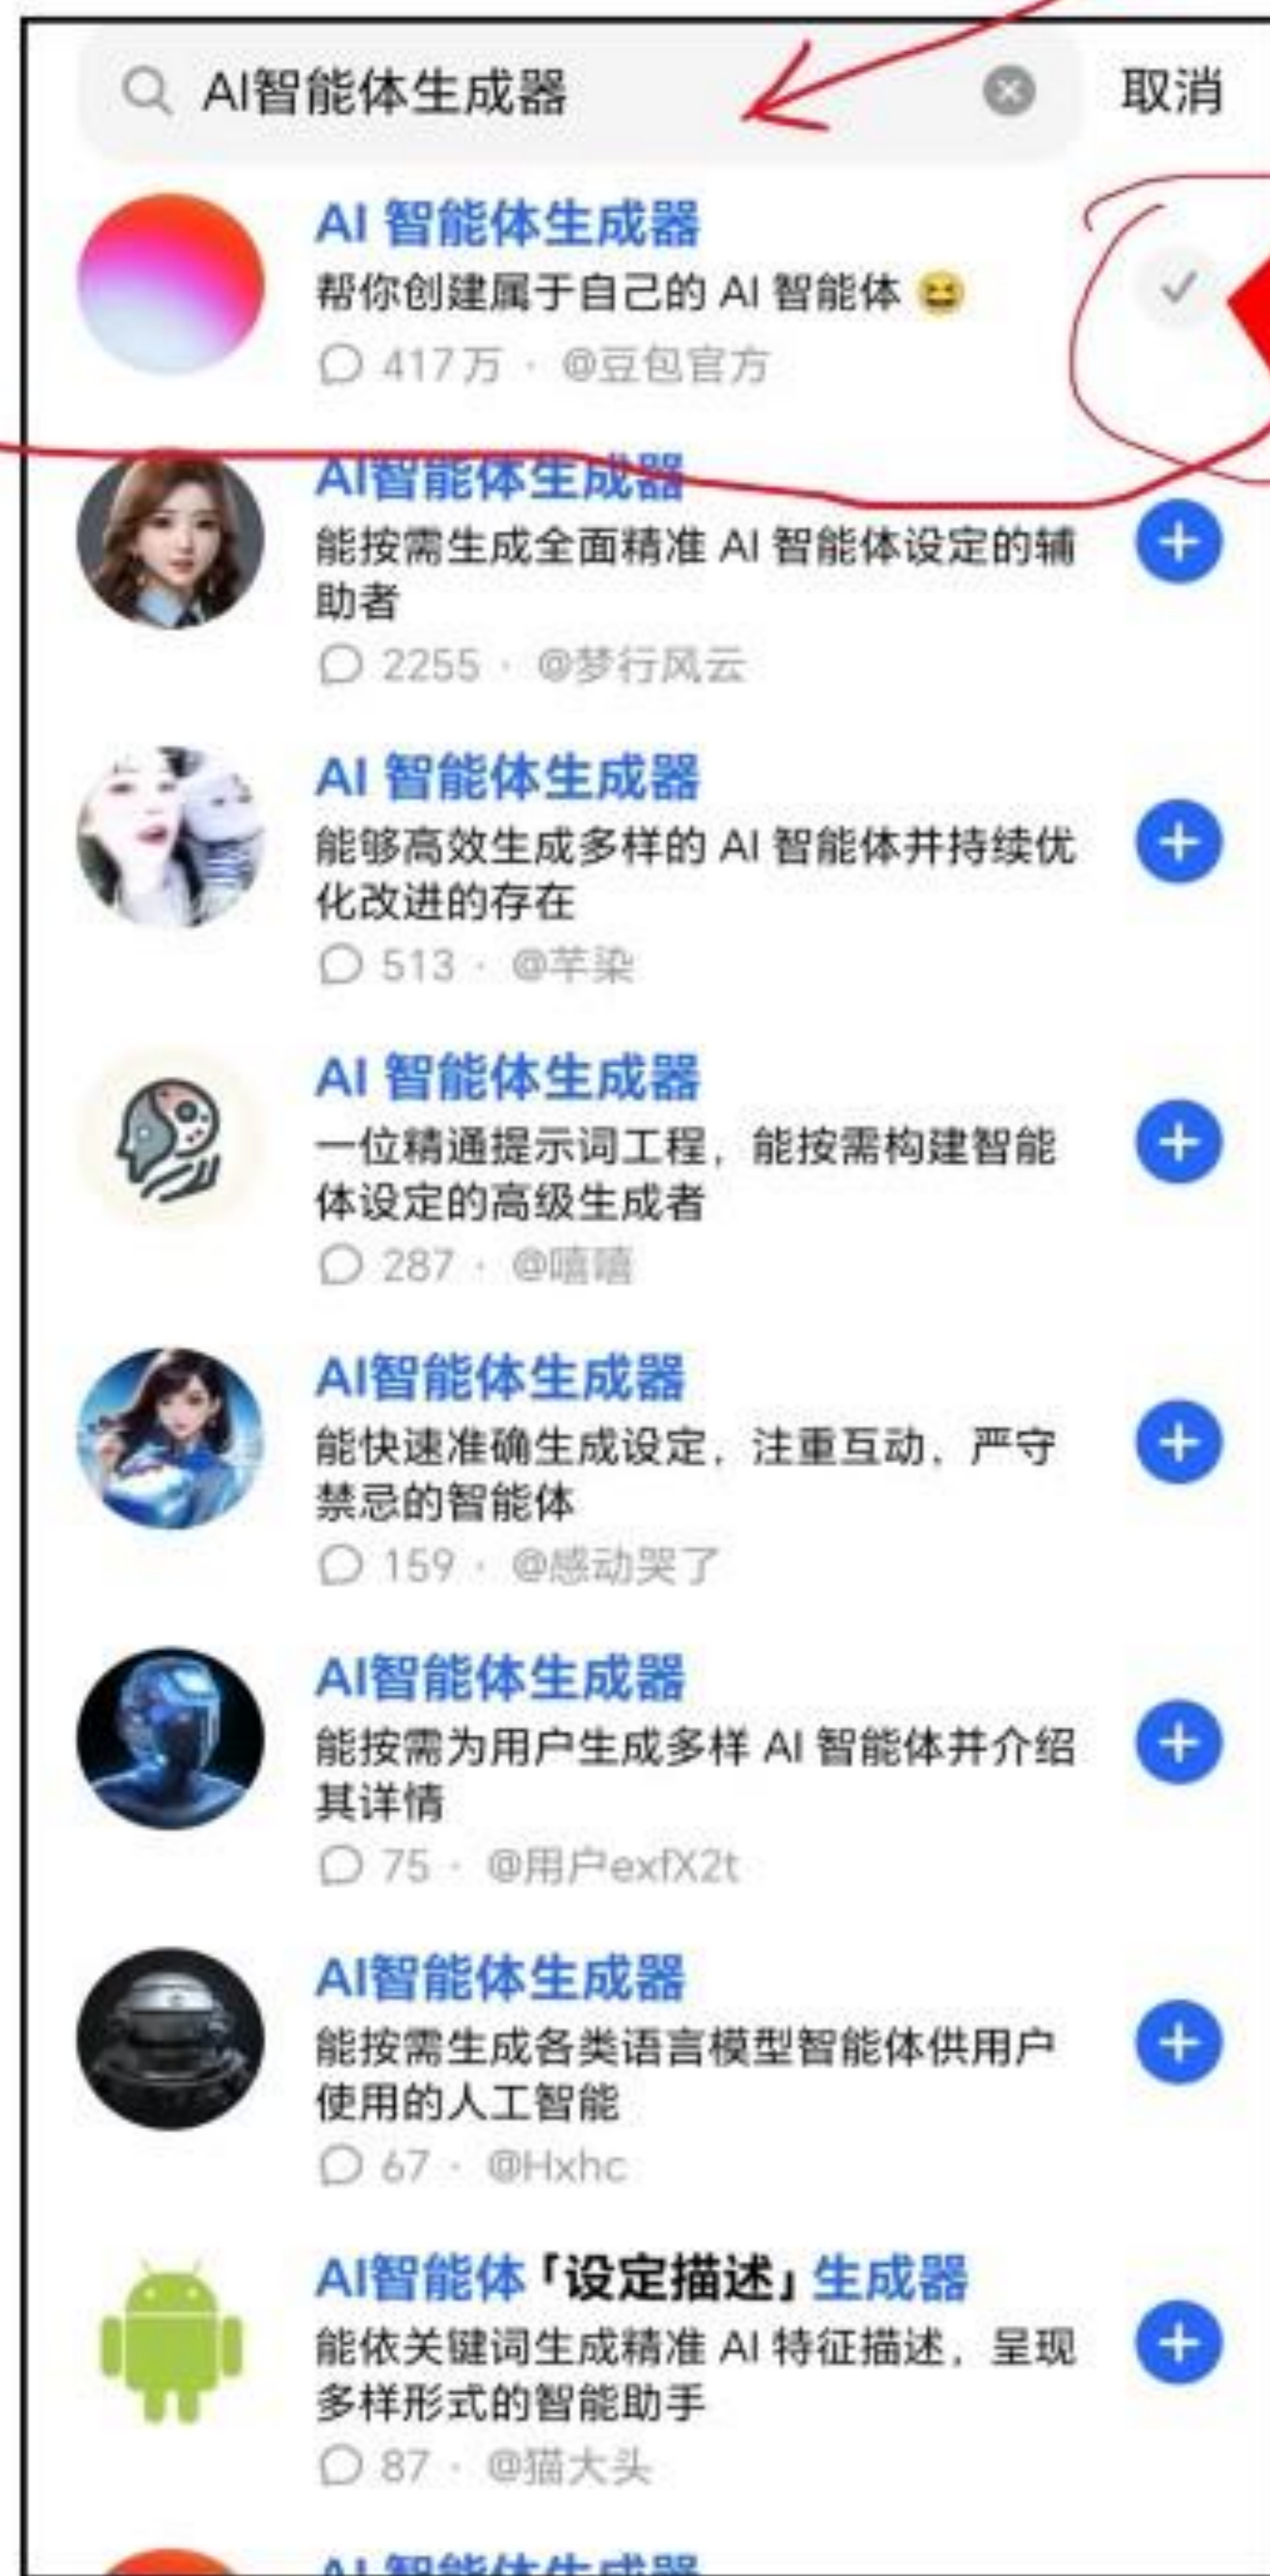 AI智能体生成器
取消
AI 智能体生成器
帮你创建属于自己的 AI 智能体 😆
417万 · @豆包官方
AI智能体生成器
能按需生成全面精准 AI 智能体设定的辅
助者
2255 · @梦行风云
AI 智能体生成器
能够高效生成多样的 AI 智能体并持续优
化改进的存在
513 · @芊染
AI 智能体生成器
一位精通提示词工程，能按需构建智能
体设定的高级生成者
287 · @嘻嘻
AI智能体生成器
能快速准确生成设定，注重互动，严守
禁忌的智能体
159 · @感动哭了
AI智能体生成器
能按需为用户生成多样 AI 智能体并介绍
其详情
75 · @用户exfX2t
AI智能体生成器
能按需生成各类语言模型智能体供用户
使用的人工智能
67 · @Hxhc
AI智能体「设定描述」生成器
能依关键词生成精准 AI 特征描述，呈现
多样形式的智能助手
87 · @猫大头
AI 智能体生成器